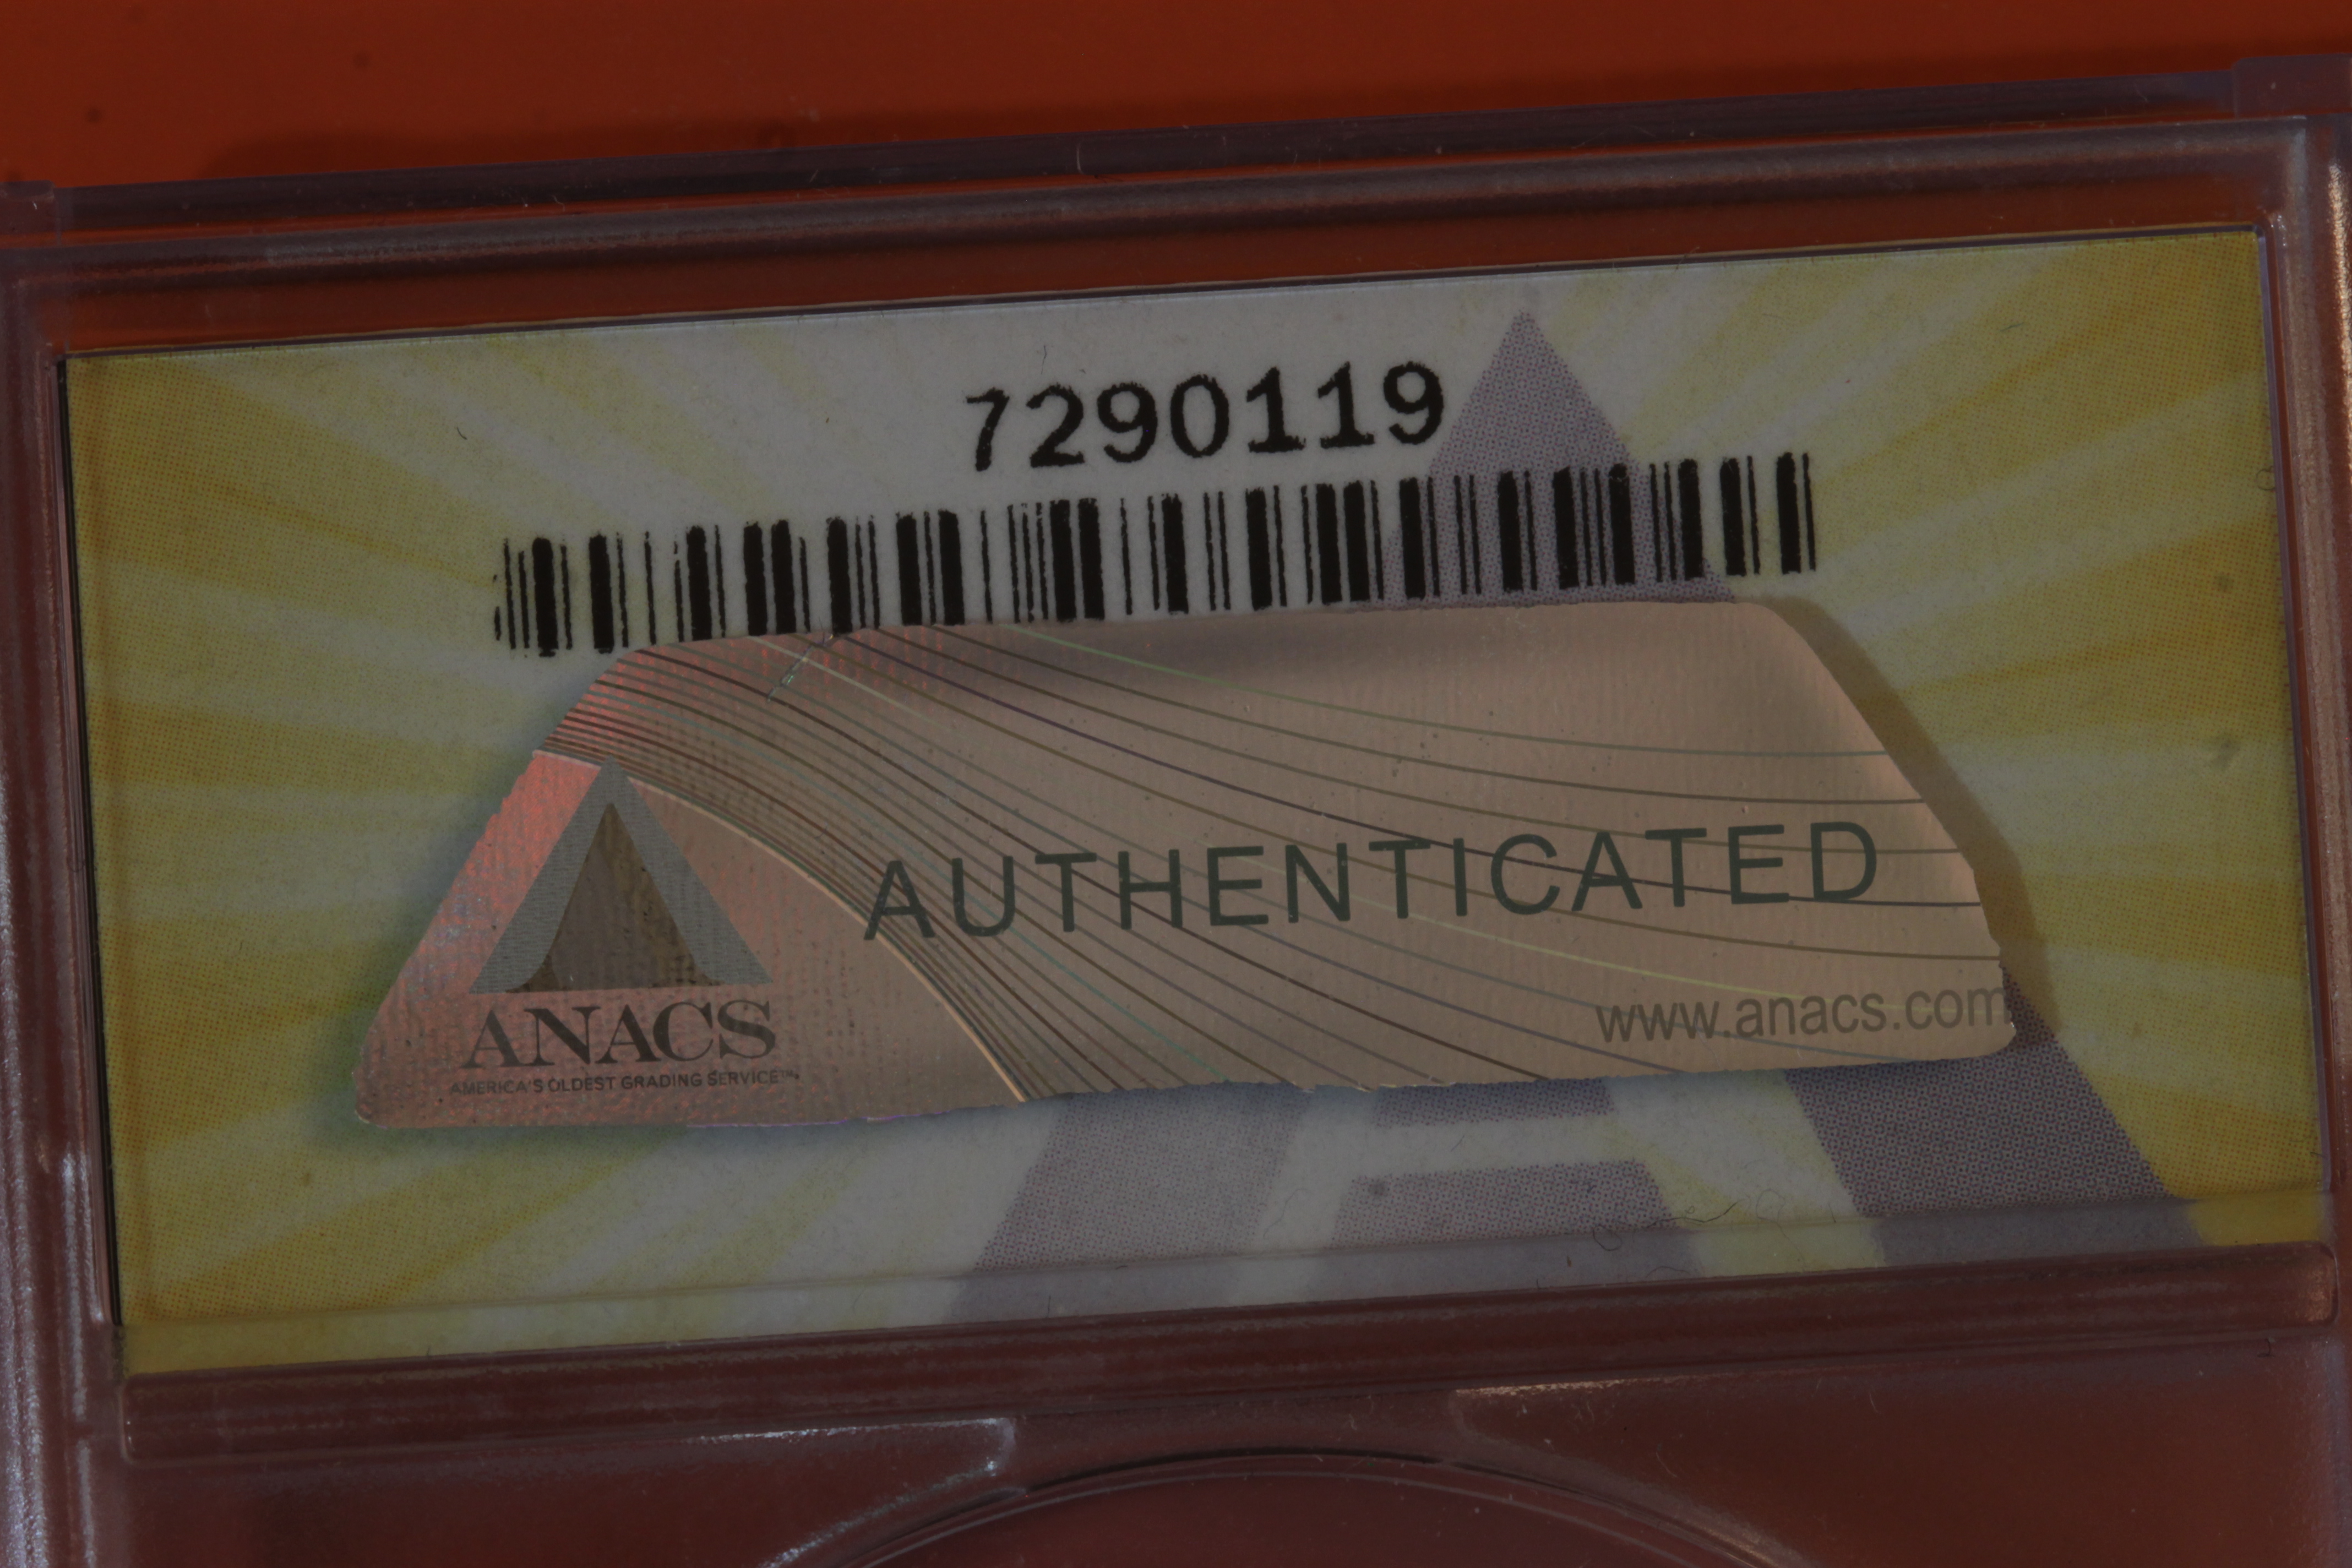 7290119
AUTHENTICATED
www.anacs.com
ANACS
AMERICA'S OLDEST GRADING SERVICE™